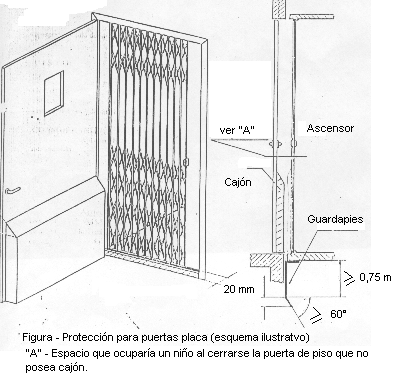 ver "A"
Ascensor
Cajón
Guardapies
20 mm
≥ 0,75 m
≥ 60°
Figura - Protección para puertas placa (esquema ilustratvo)
"A" - Espacio que ocuparía un niño al cerrarse la puerta de piso que no
posea cajón.